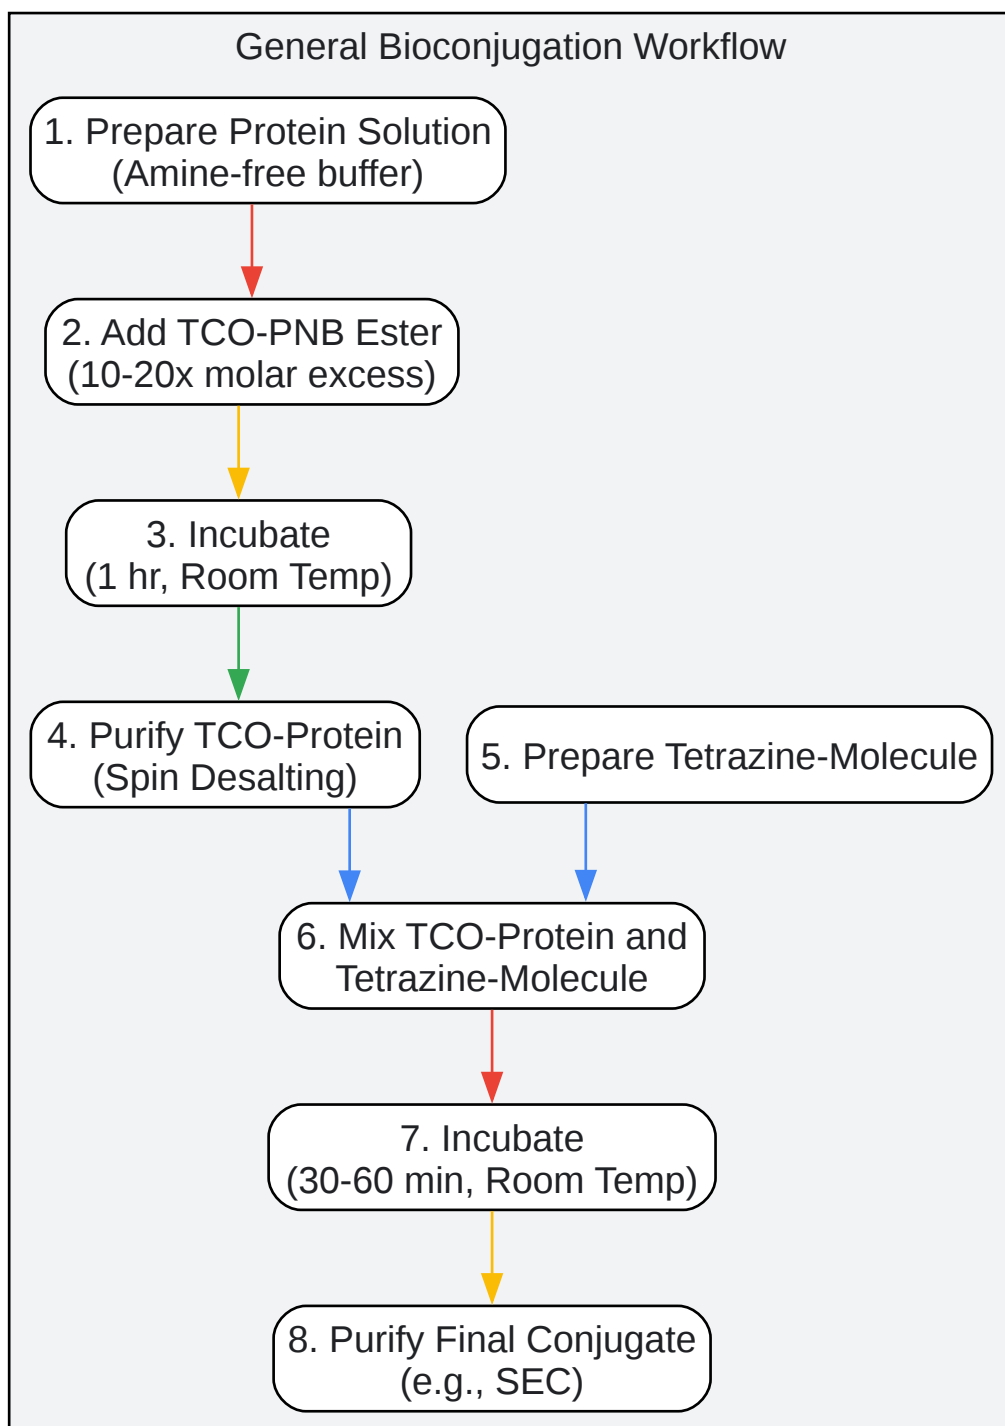 General Bioconjugation Workflow
1. Prepare Protein Solution
(Amine-free buffer)
2. Add TCO-PNB Ester
(10-20x molar excess)
3. Incubate
(1 hr, Room Temp)
4. Purify TCO-Protein
(Spin Desalting)
5. Prepare Tetrazine-Molecule
6. Mix TCO-Protein and
Tetrazine-Molecule
7. Incubate
(30-60 min, Room Temp)
8. Purify Final Conjugate
(e.g., SEC)